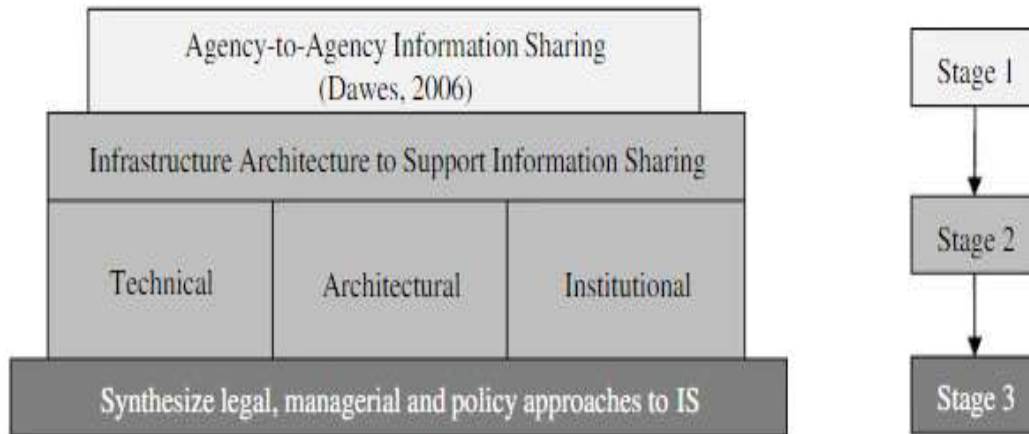 Agency-to-Agency Information Sharing
(Dawes, 2006)
Infrastructure Architecture to Support Information Sharing
Technical
Architectural
Institutional
Synthesize legal, managerial and policy approaches to IS
Stage 1
Stage 2
Stage 3